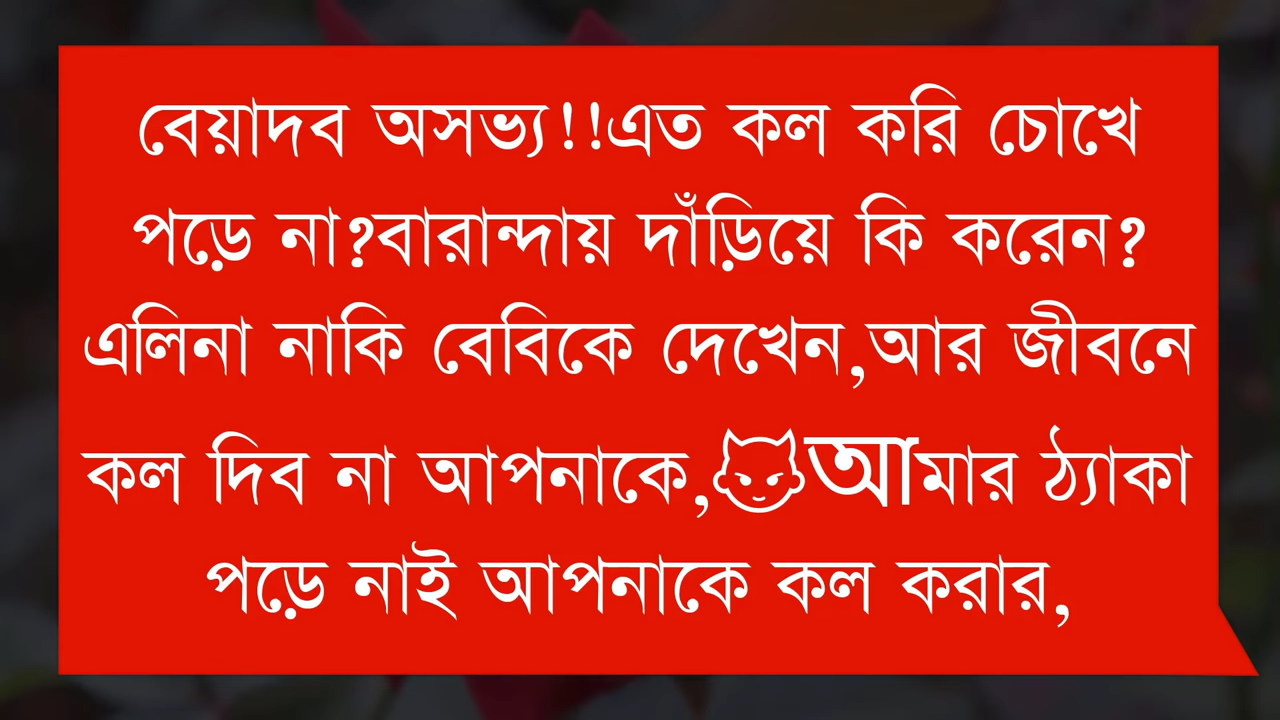 বেয়াদব অসভ্য!!এত কল করি চোখে
পড়ে না?বারান্দায় দাঁড়িয়ে কি করেন?
এলিনা নাকি বেবিকে দেখেন,আর জীবনে
কল দিব না আপনাকে,😈আমার ঠ্যাকা
পড়ে নাই আপনাকে কল করার,